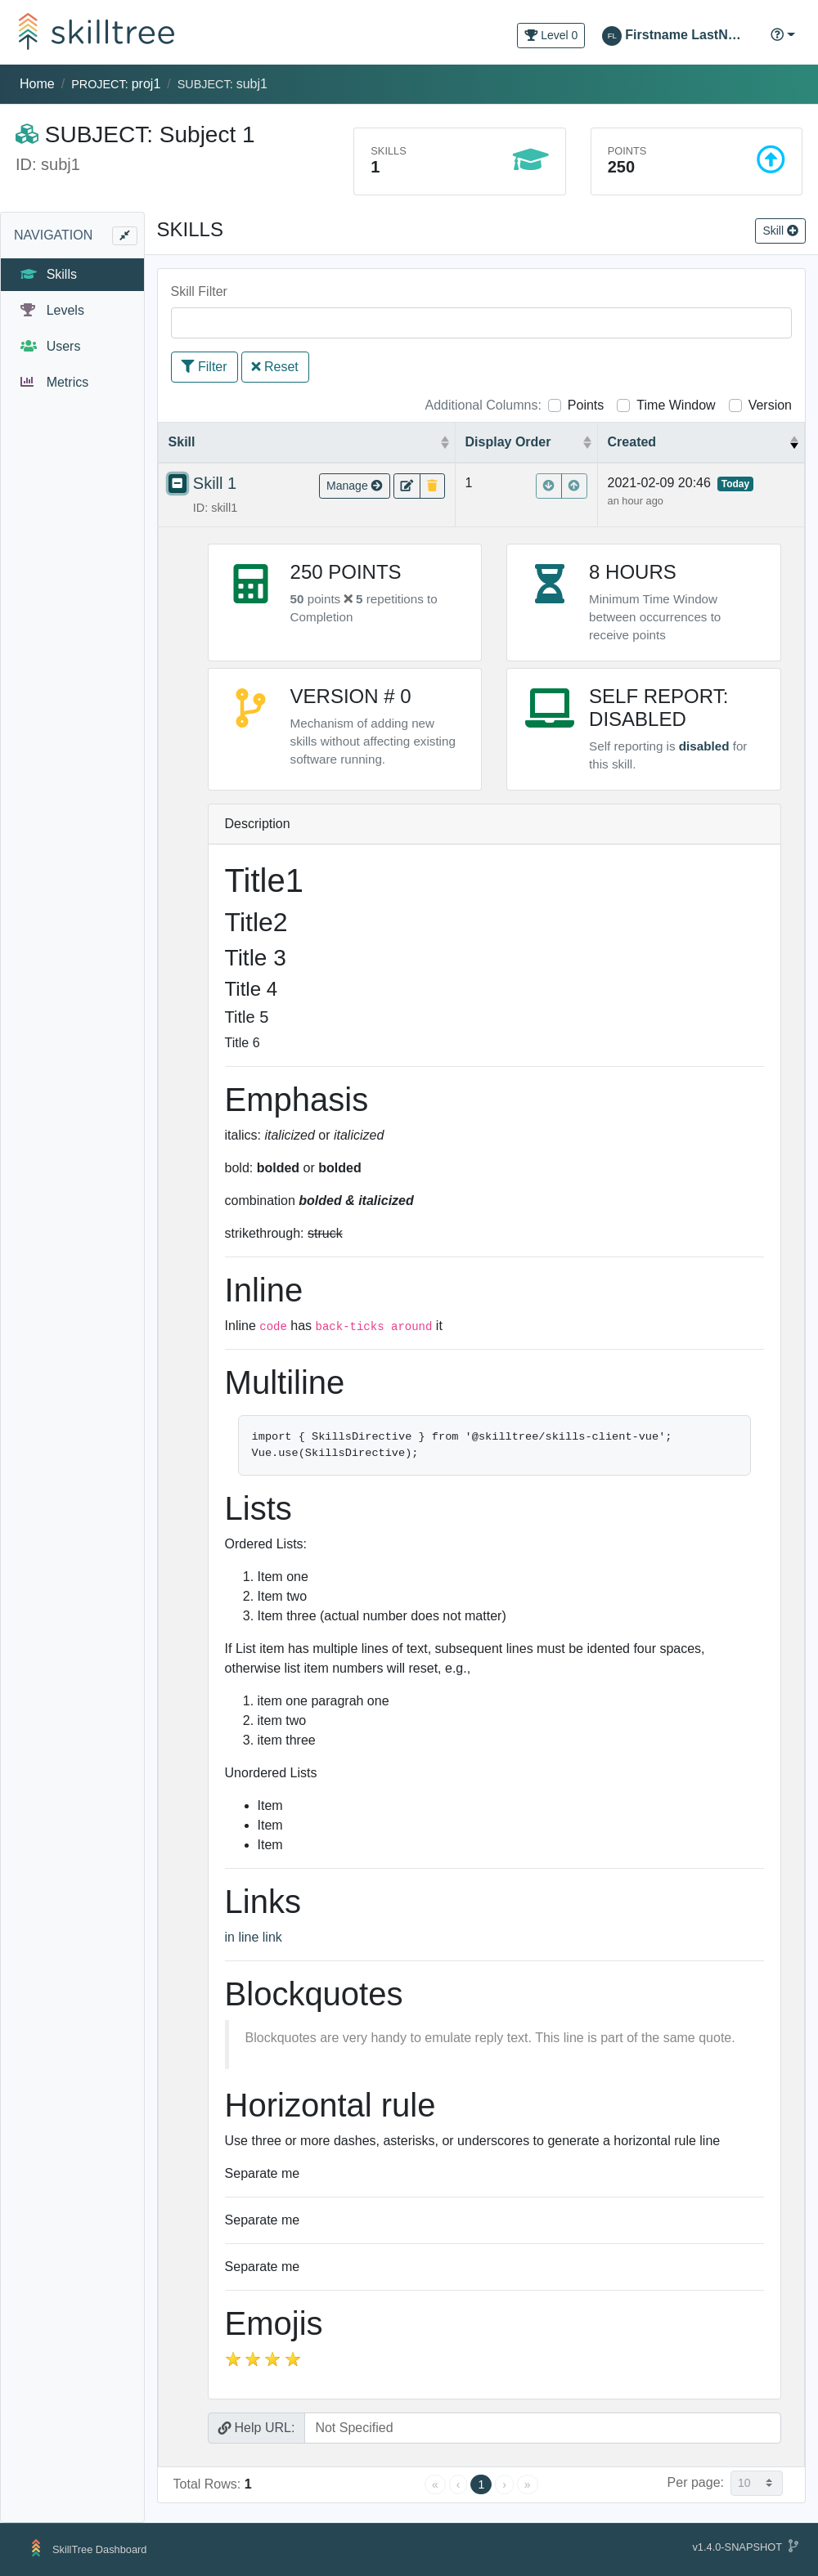 skilltree
Level 0
FL Firstname LastN…
Home / PROJECT: proj1 / SUBJECT: subj1
SUBJECT: Subject 1
ID: subj1
SKILLS
1
POINTS
250
NAVIGATION
Skills
Levels
Users
Metrics
SKILLS
Skill
Skill Filter
Filter
Reset
Additional Columns: Points Time Window Version
Skill Display Order Created
Skill 1
ID: skill1
Manage
1
2021-02-09 20:46 Today
an hour ago
250 POINTS
50 points × 5 repetitions to
Completion
8 HOURS
Minimum Time Window
between occurrences to
receive points
VERSION # 0
Mechanism of adding new
skills without affecting existing
software running.
SELF REPORT:
DISABLED
Self reporting is disabled for
this skill.
Description
Title1
Title2
Title 3
Title 4
Title 5
Title 6
Emphasis
italics: italicized or italicized
bold: bolded or bolded
combination bolded & italicized
strikethrough: struck
Inline
Inline code has back-ticks around it
Multiline
import { SkillsDirective } from '@skilltree/skills-client-vue';
Vue.use(SkillsDirective);
Lists
Ordered Lists:
1. Item one
2. Item two
3. Item three (actual number does not matter)
If List item has multiple lines of text, subsequent lines must be idented four spaces,
otherwise list item numbers will reset, e.g.,
1. item one paragrah one
2. item two
3. item three
Unordered Lists
• Item
• Item
• Item
Links
in line link
Blockquotes
Blockquotes are very handy to emulate reply text. This line is part of the same quote.
Horizontal rule
Use three or more dashes, asterisks, or underscores to generate a horizontal rule line
Separate me
Separate me
Separate me
Emojis
Help URL: Not Specified
Total Rows: 1
« ‹ 1 › »
Per page: 10
SkillTree Dashboard
v1.4.0-SNAPSHOT